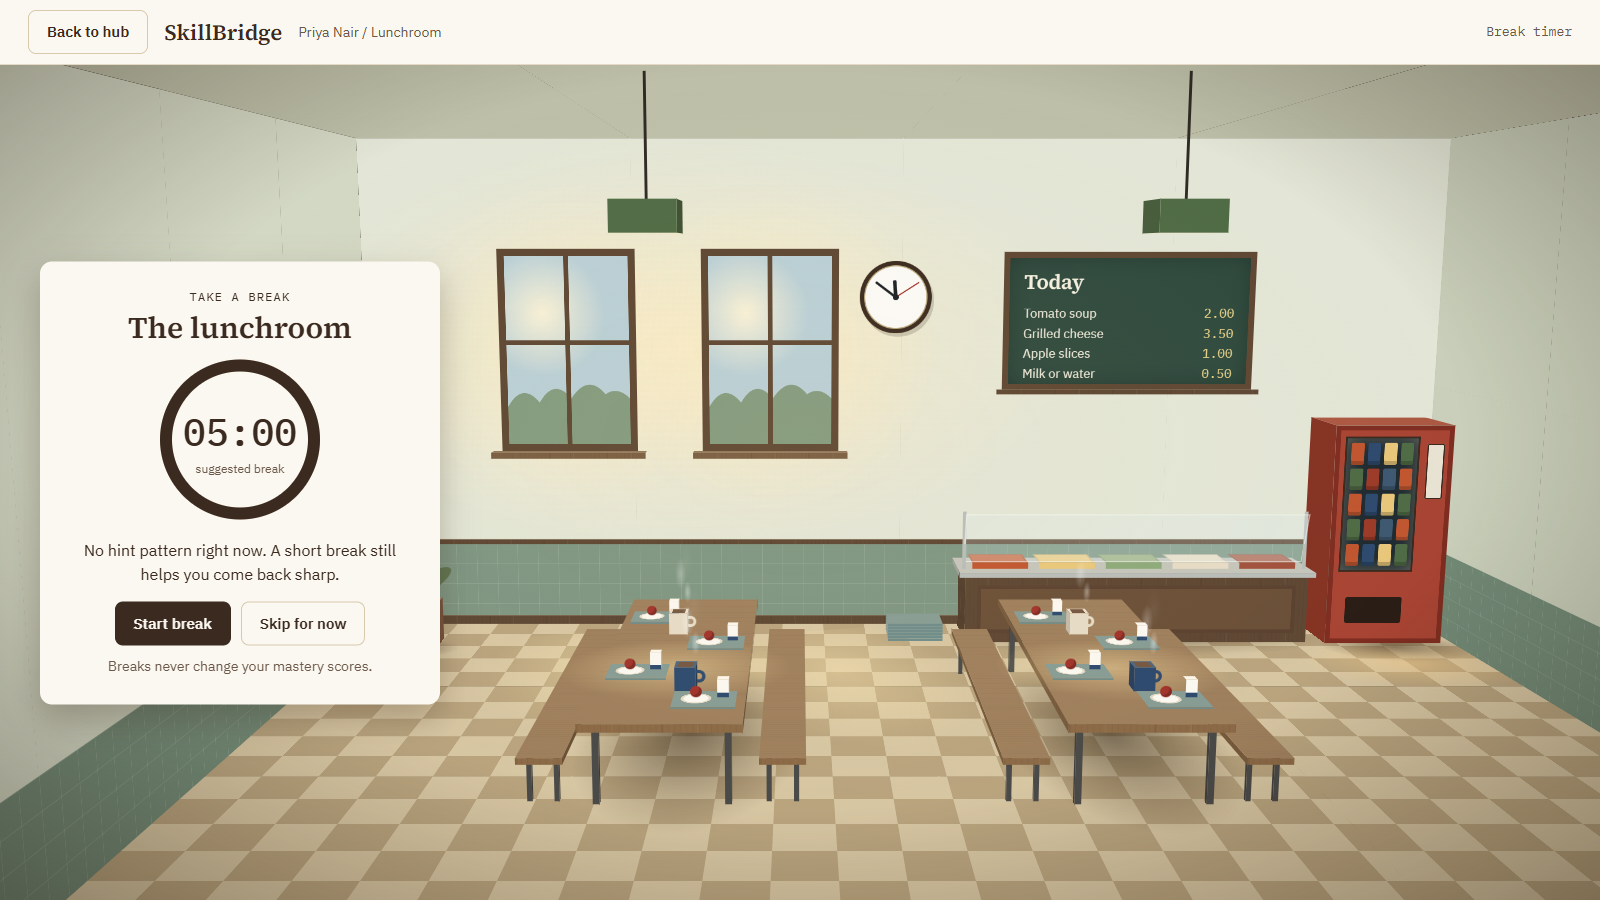 Back to hub
SkillBridge
Priya Nair / Lunchroom
Break timer
TAKE A BREAK
The lunchroom
05:00
suggested break
No hint pattern right now. A short break still
helps you come back sharp.
Start break
Skip for now
Breaks never change your mastery scores.
Today
Tomato soup 2.00
Grilled cheese 3.50
Apple slices 1.00
Milk or water 0.50